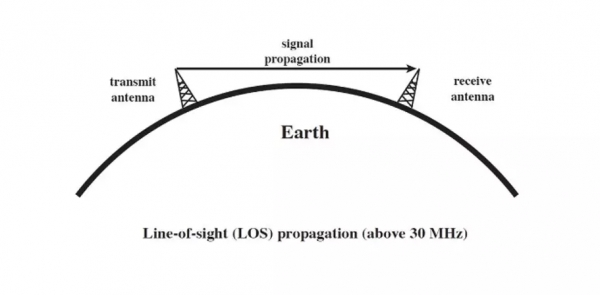 signal
propagation
transmit
antenna
receive
antenna
Earth
Line-of-sight (LOS) propagation (above 30 MHz)